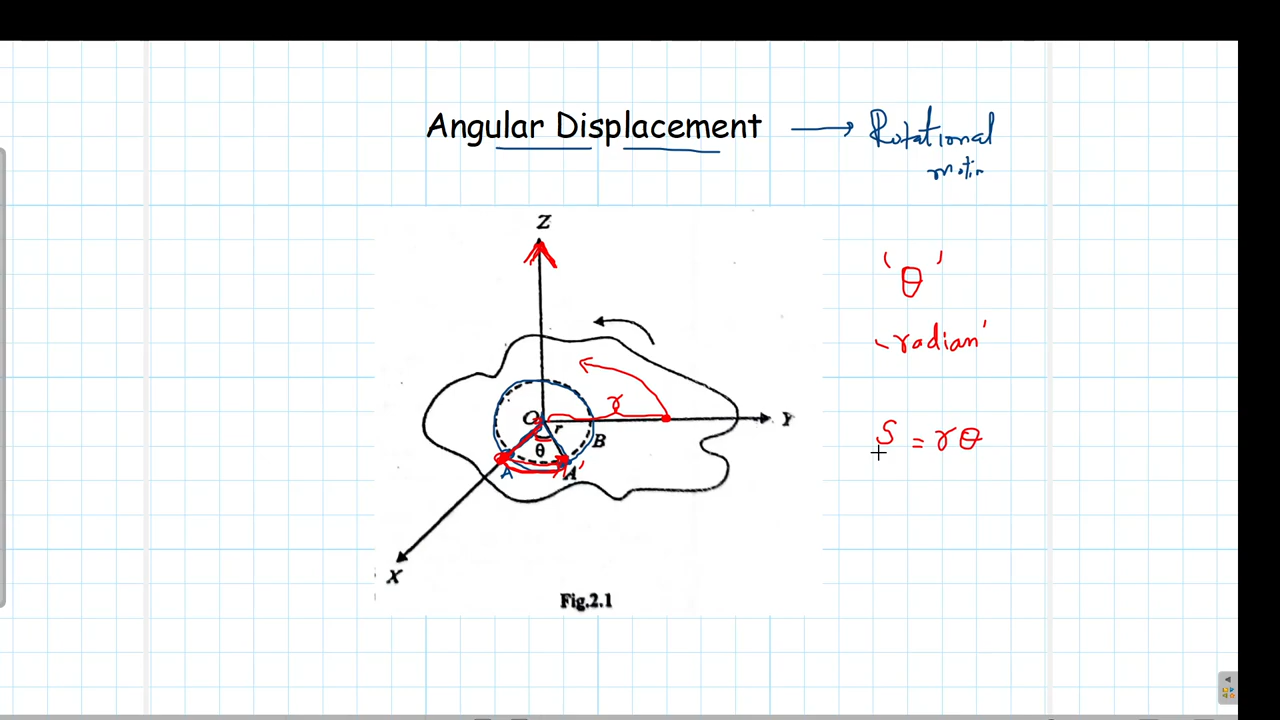 Angular Displacement → Rotational
motion
Z
'θ'
'radian'
r
O Y
r
B
S = rθ
θ
A A'
X
Fig.2.1